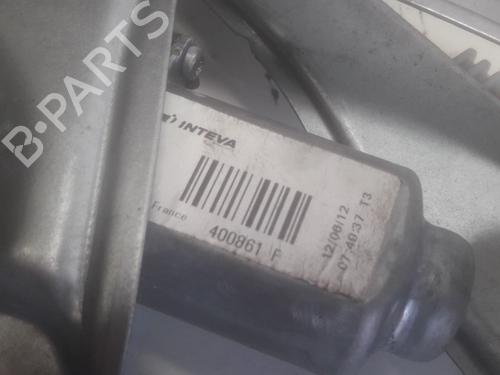 B-PARTS
INTEVA
France
400861 F
12/06/12
07:40:37 T3